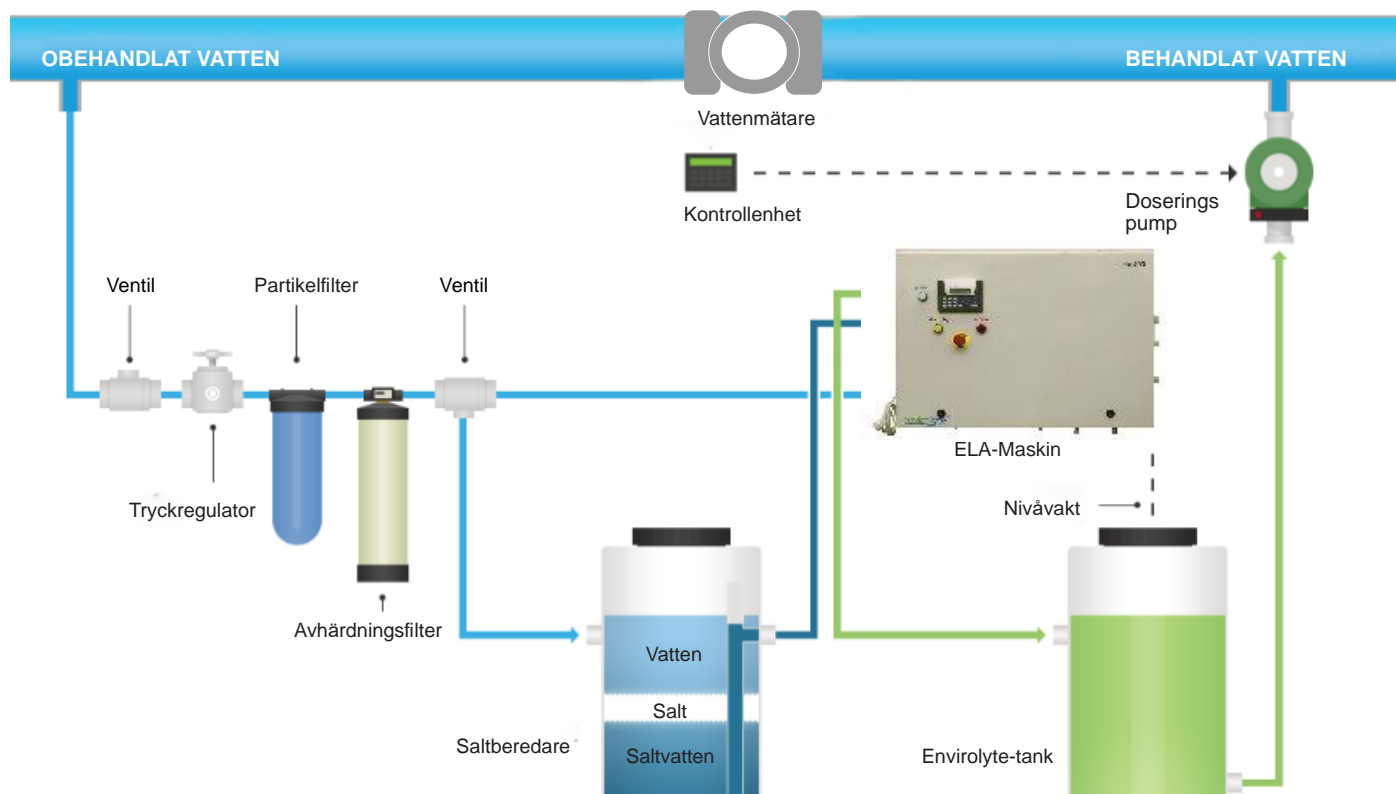 OBEHANDLAT VATTEN
BEHANDLAT VATTEN
Vattenmätare
Kontrollenhet
Doserings
pump
Ventil
Partikelfilter
Ventil
ELA-Maskin
Tryckregulator
Nivåvakt
Avhärdningsfilter
Vatten
Salt
Saltberedare
Saltvatten
Envirolyte-tank